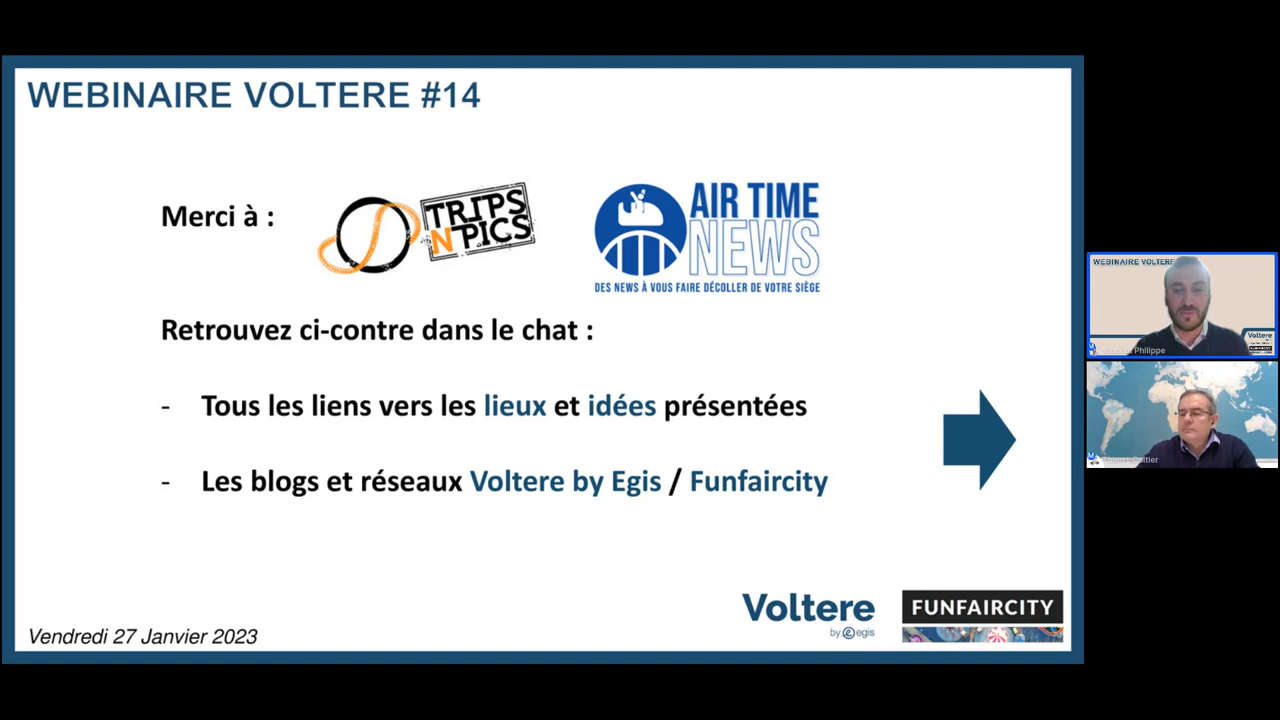 WEBINAIRE VOLTERE #14
Merci à :
TRIPS
N PICS
AIR TIME
NEWS
DES NEWS À VOUS FAIRE DÉCOLLER DE VOTRE SIÈGE
Retrouvez ci-contre dans le chat :
- Tous les liens vers les lieux et idées présentées
- Les blogs et réseaux Voltere by Egis / Funfaircity
Voltere
by egis
FUNFAIRCITY
Vendredi 27 Janvier 2023
WEBINAIRE VOLTERE
Voltere
FUNFAIRCITY
Philippe